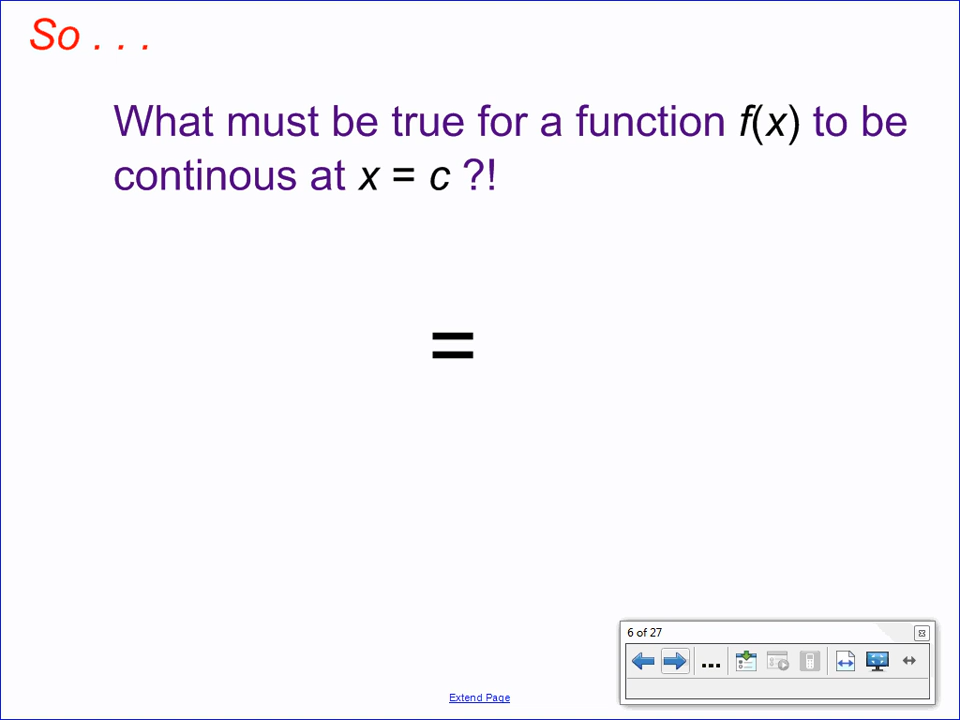 So . . .
What must be true for a function f(x) to be
continous at x = c ?!
=
6 of 27
...
Extend Page